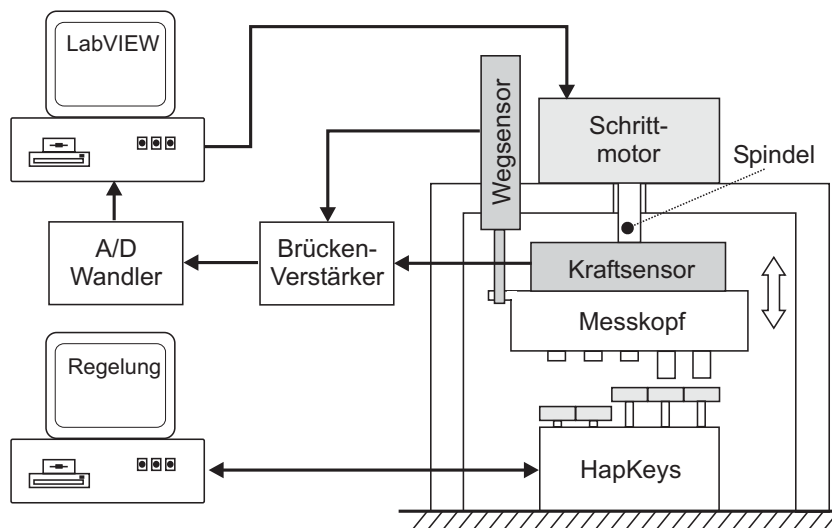 LabVIEW
Wegsensor
Schritt-
motor
Spindel
A/D
Wandler
Brücken-
Verstärker
Kraftsensor
Messkopf
Regelung
HapKeys